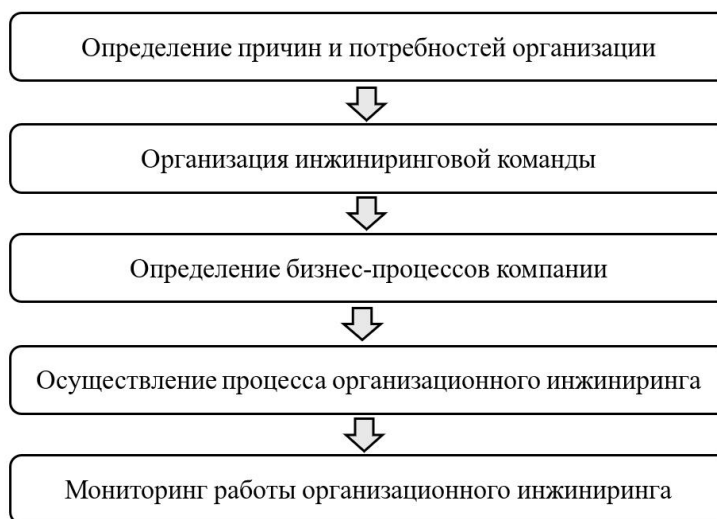 Определение причин и потребностей организации
Организация инжиниринговой команды
Определение бизнес-процессов компании
Осуществление процесса организационного инжиниринга
Мониторинг работы организационного инжиниринга